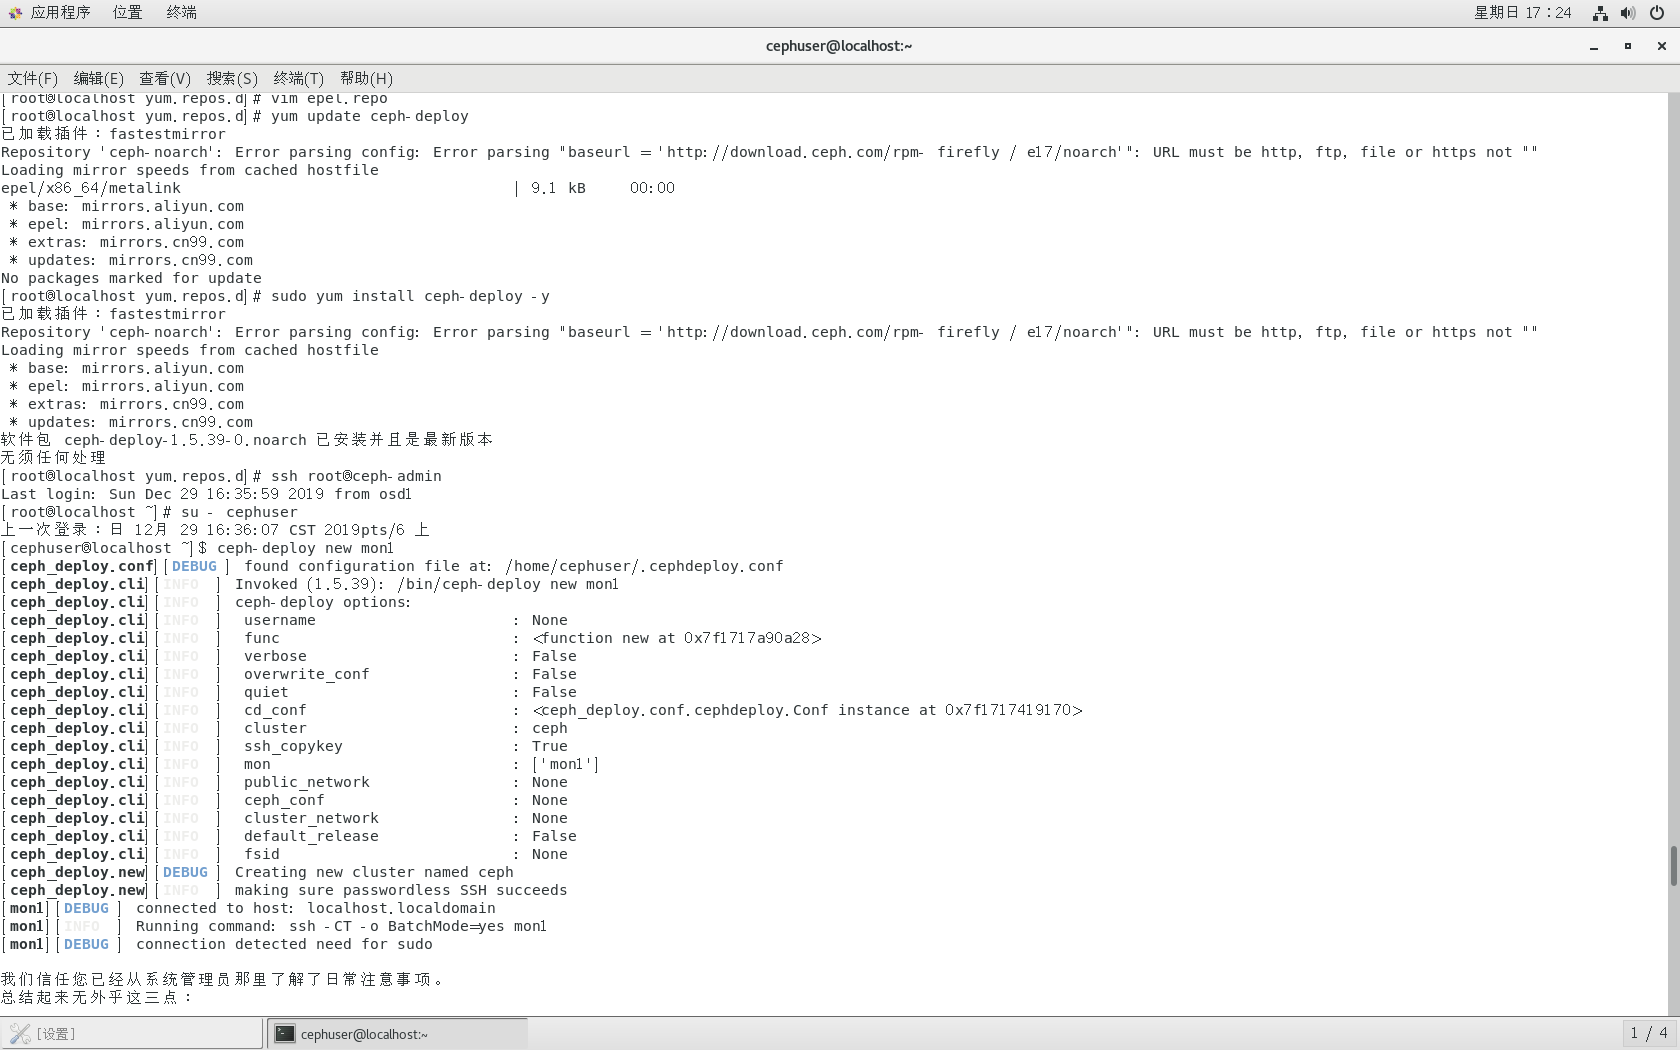 应用程序 位置 终端 星期日 17：24
cephuser@localhost:~
文件(F) 编辑(E) 查看(V) 搜索(S) 终端(T) 帮助(H)
[root@localhost yum.repos.d]# vim epel.repo
[root@localhost yum.repos.d]# yum update ceph-deploy
已加载插件：fastestmirror
Repository 'ceph-noarch': Error parsing config: Error parsing "baseurl = 'http://download.ceph.com/rpm- firefly / el7/noarch'": URL must be http, ftp, file or https not ""
Loading mirror speeds from cached hostfile
epel/x86_64/metalink | 9.1 kB 00:00
* base: mirrors.aliyun.com
* epel: mirrors.aliyun.com
* extras: mirrors.cn99.com
* updates: mirrors.cn99.com
No packages marked for update
[root@localhost yum.repos.d]# sudo yum install ceph-deploy -y
已加载插件：fastestmirror
Repository 'ceph-noarch': Error parsing config: Error parsing "baseurl = 'http://download.ceph.com/rpm- firefly / el7/noarch'": URL must be http, ftp, file or https not ""
Loading mirror speeds from cached hostfile
* base: mirrors.aliyun.com
* epel: mirrors.aliyun.com
* extras: mirrors.cn99.com
* updates: mirrors.cn99.com
软件包 ceph-deploy-1.5.39-0.noarch 已安装并且是最新版本
无须任何处理
[root@localhost yum.repos.d]# ssh root@ceph-admin
Last login: Sun Dec 29 16:35:59 2019 from osd1
[root@localhost ~]# su - cephuser
上一次登录：日 12月 29 16:36:07 CST 2019pts/6 上
[cephuser@localhost ~]$ ceph-deploy new mon1
[ceph_deploy.conf][DEBUG ] found configuration file at: /home/cephuser/.cephdeploy.conf
[ceph_deploy.cli][INFO ] Invoked (1.5.39): /bin/ceph-deploy new mon1
[ceph_deploy.cli][INFO ] ceph-deploy options:
[ceph_deploy.cli][INFO ] username : None
[ceph_deploy.cli][INFO ] func : <function new at 0x7f1717a90a28>
[ceph_deploy.cli][INFO ] verbose : False
[ceph_deploy.cli][INFO ] overwrite_conf : False
[ceph_deploy.cli][INFO ] quiet : False
[ceph_deploy.cli][INFO ] cd_conf : <ceph_deploy.conf.cephdeploy.Conf instance at 0x7f1717419170>
[ceph_deploy.cli][INFO ] cluster : ceph
[ceph_deploy.cli][INFO ] ssh_copykey : True
[ceph_deploy.cli][INFO ] mon : ['mon1']
[ceph_deploy.cli][INFO ] public_network : None
[ceph_deploy.cli][INFO ] ceph_conf : None
[ceph_deploy.cli][INFO ] cluster_network : None
[ceph_deploy.cli][INFO ] default_release : False
[ceph_deploy.cli][INFO ] fsid : None
[ceph_deploy.new][DEBUG ] Creating new cluster named ceph
[ceph_deploy.new][INFO ] making sure passwordless SSH succeeds
[mon1][DEBUG ] connected to host: localhost.localdomain
[mon1][INFO ] Running command: ssh -CT -o BatchMode=yes mon1
[mon1][DEBUG ] connection detected need for sudo
我们信任您已经从系统管理员那里了解了日常注意事项。
总结起来无外乎这三点：
[设置] cephuser@localhost:~ 1 / 4